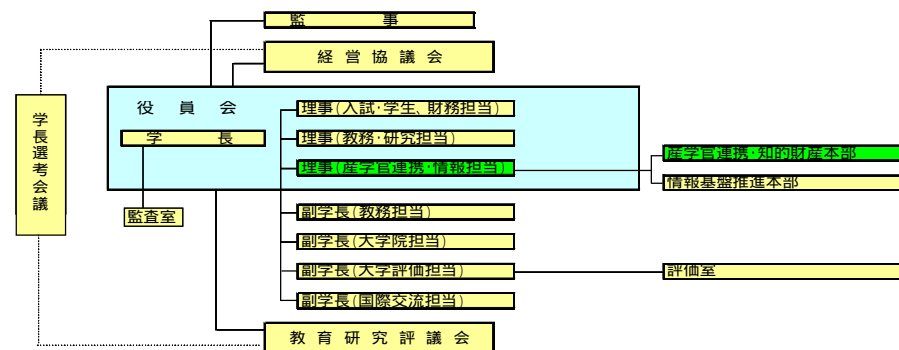 監事
経営協議会
役員会
学長
理事(入試・学生、財務担当)
理事(教務・研究担当)
理事(産学官連携・情報担当)
産学官連携・知的財産本部
情報基盤推進本部
学長選考会議
監査室
副学長(教務担当)
副学長(大学院担当)
副学長(大学評価担当)
評価室
副学長(国際交流担当)
教育研究評議会